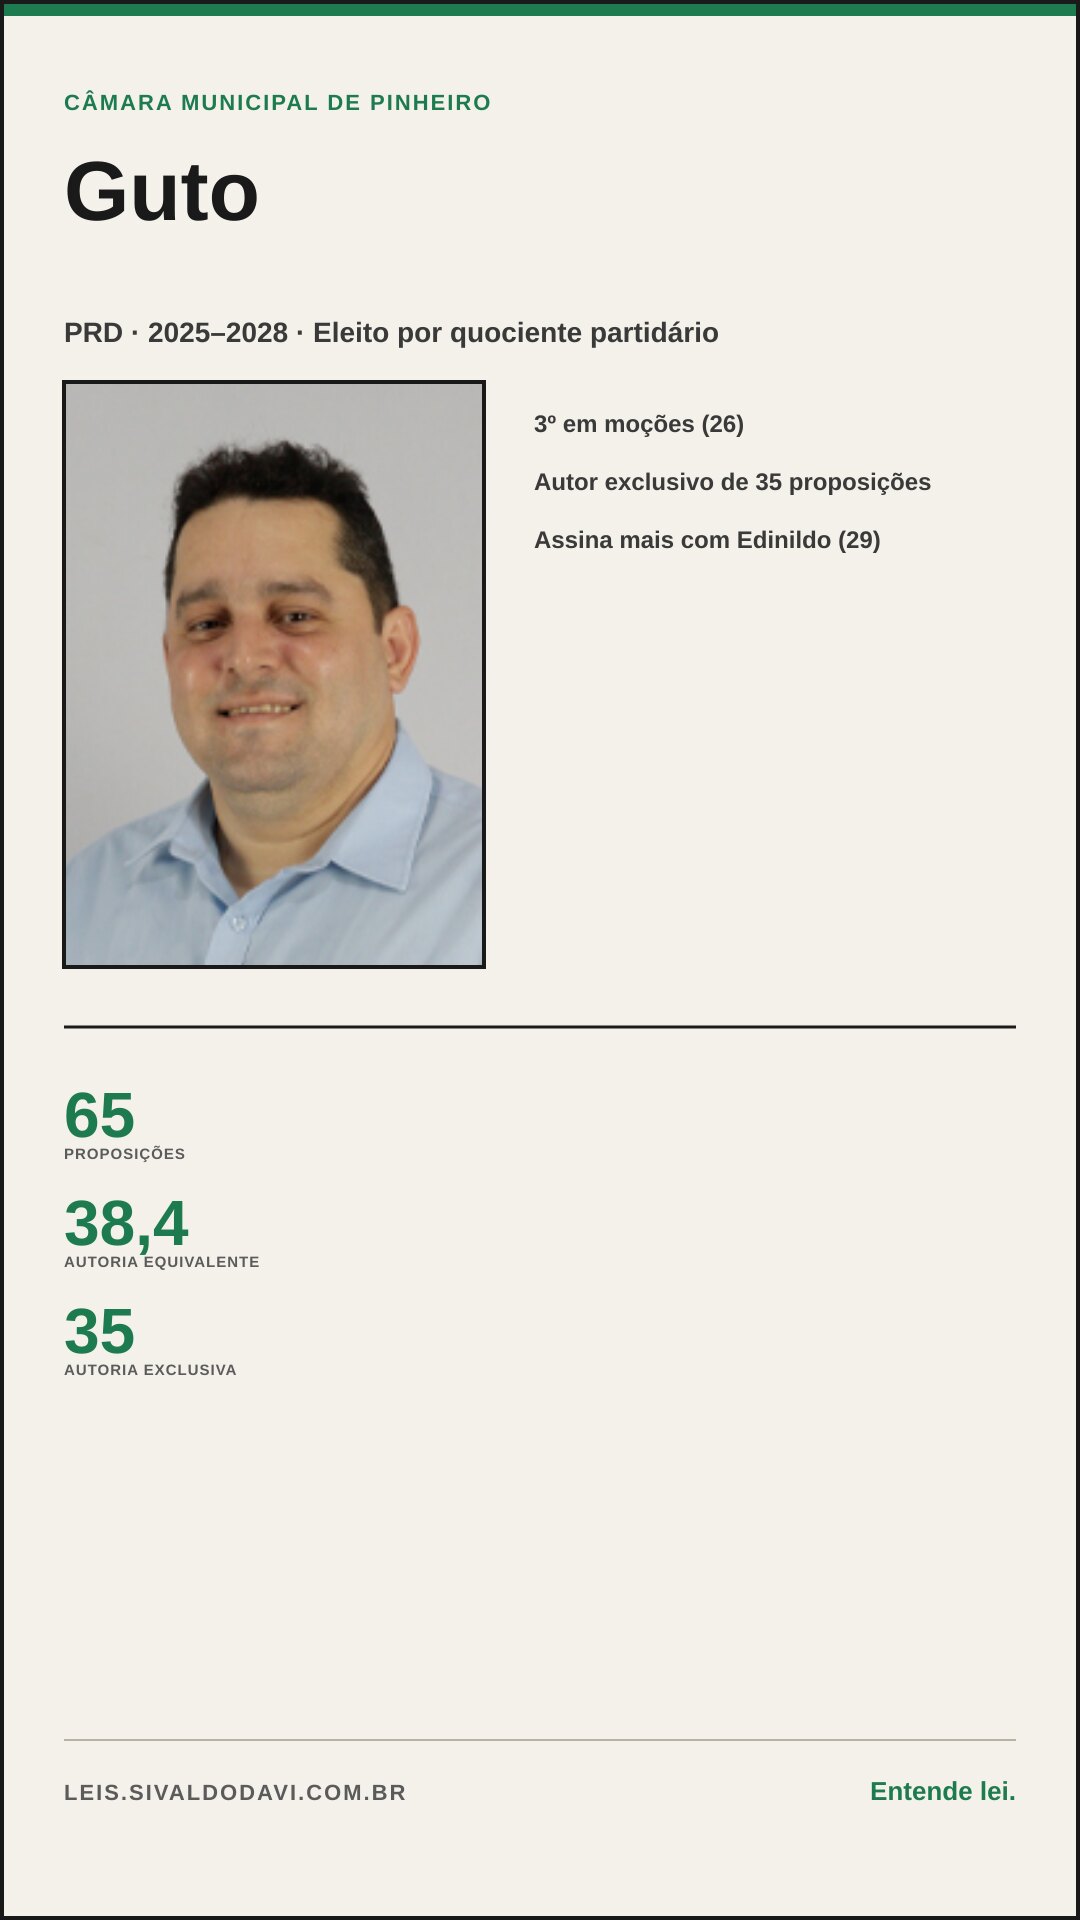 CÂMARA MUNICIPAL DE PINHEIRO
Guto
PRD · 2025–2028 · Eleito por quociente partidário
3º em moções (26)
Autor exclusivo de 35 proposições
Assina mais com Edinildo (29)
65
PROPOSIÇÕES
38,4
AUTORIA EQUIVALENTE
35
AUTORIA EXCLUSIVA
LEIS.SIVALDODAVI.COM.BR
Entende lei.